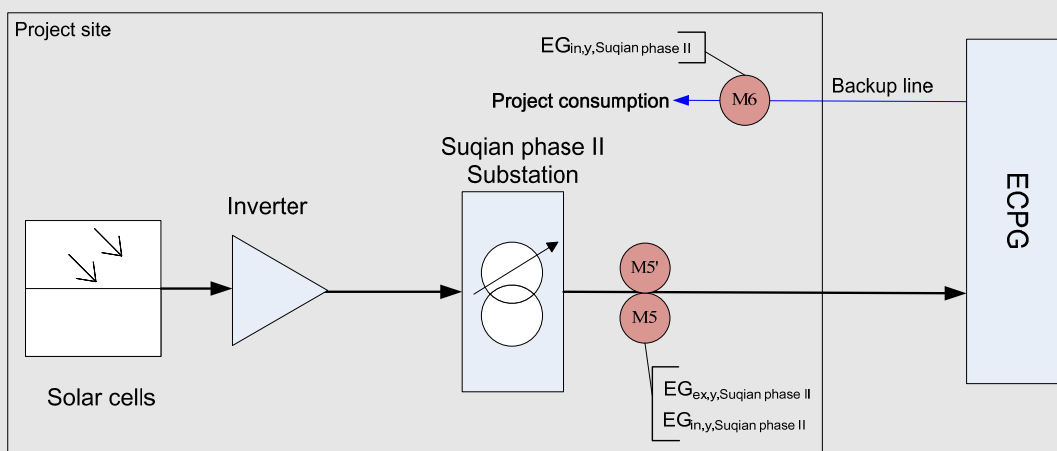 Project site
EGin,y,Suqian phase II
M6
Backup line
Project consumption
Suqian phase II
Substation
Inverter
ECPG
M5'
M5
Solar cells
EGex,y,Suqian phase II
EGin,y,Suqian phase II